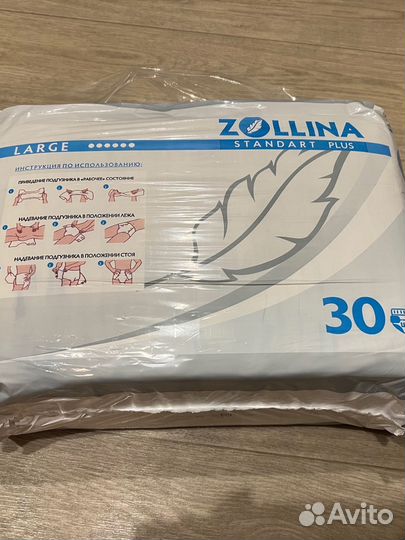 ZOLLINA
STANDART PLUS
LARGE
ИНСТРУКЦИЯ ПО ИСПОЛЬЗОВАНИЮ:
ПРИВЕДЕНИЕ ПОДГУЗНИКА В «РАБОЧЕЕ» СОСТОЯНИЕ
НАДЕВАНИЕ ПОДГУЗНИКА В ПОЛОЖЕНИИ ЛЕЖА
НАДЕВАНИЕ ПОДГУЗНИКА В ПОЛОЖЕНИИ СТОЯ
30
Avito